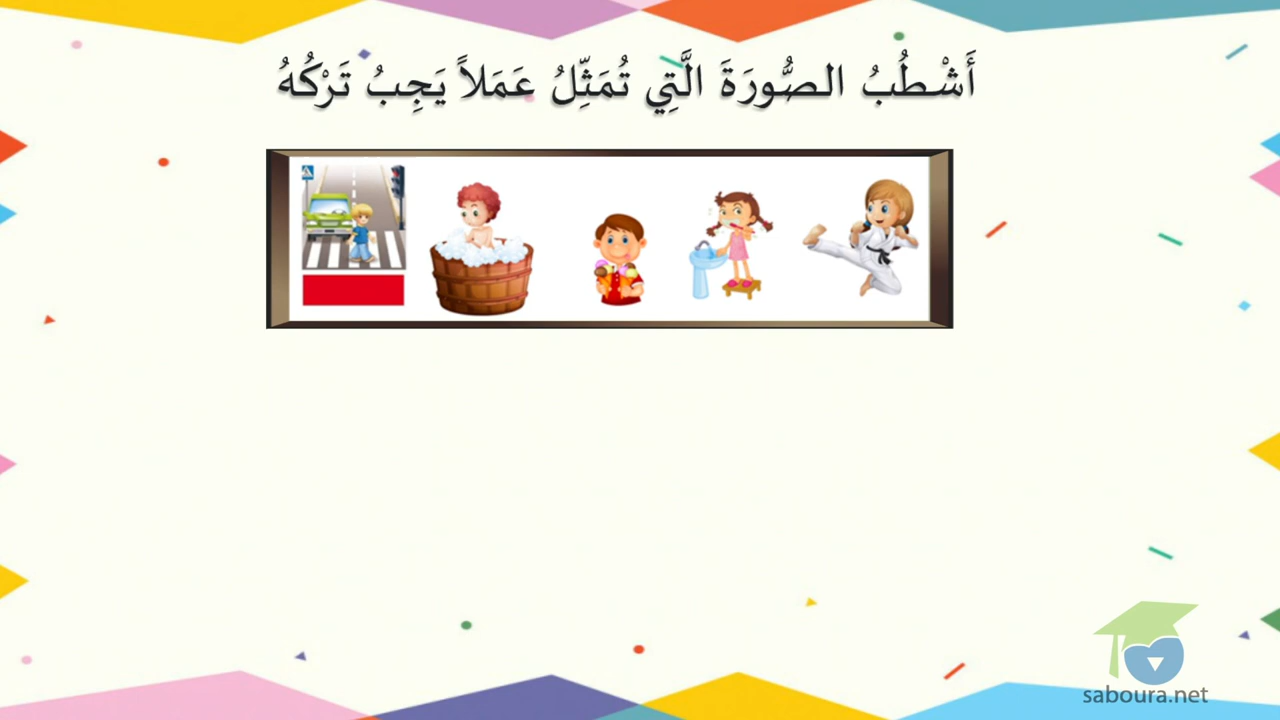 أَشْطُبُ الصُّورَةَ الَّتِي تُمَثِّلُ عَمَلاً يَجِبُ تَرْكُهُ
saboura.net